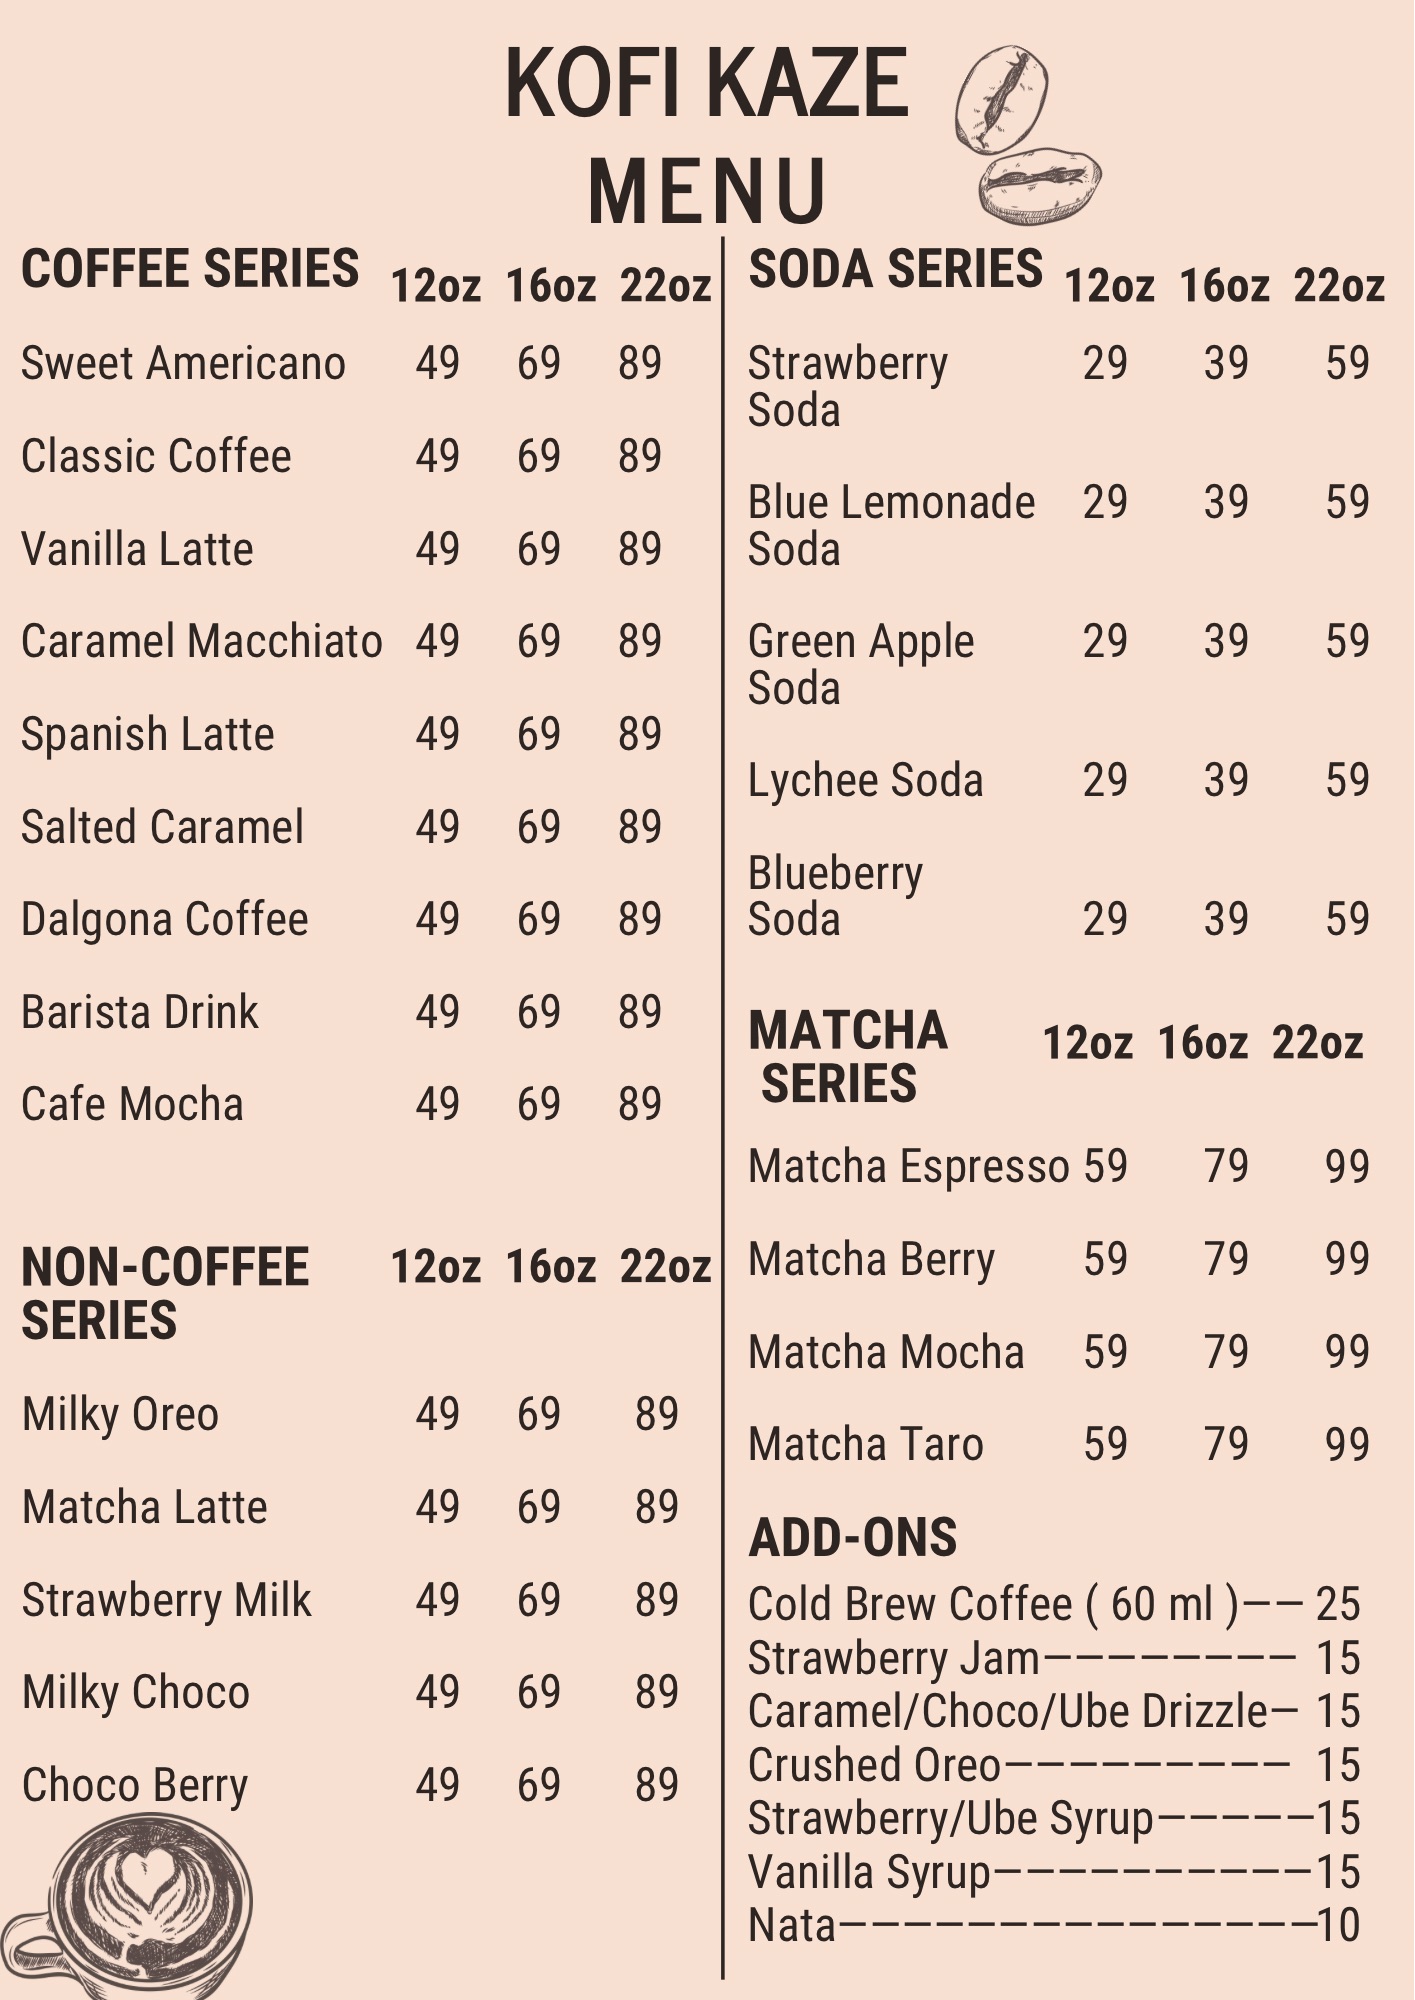 KOFI KAZE
MENU
COFFEE SERIES 12oz 16oz 22oz
Sweet Americano 49 69 89
Classic Coffee 49 69 89
Vanilla Latte 49 69 89
Caramel Macchiato 49 69 89
Spanish Latte 49 69 89
Salted Caramel 49 69 89
Dalgona Coffee 49 69 89
Barista Drink 49 69 89
Cafe Mocha 49 69 89
NON-COFFEE 12oz 16oz 22oz
SERIES
Milky Oreo 49 69 89
Matcha Latte 49 69 89
Strawberry Milk 49 69 89
Milky Choco 49 69 89
Choco Berry 49 69 89
SODA SERIES 12oz 16oz 22oz
Strawberry 29 39 59
Soda
Blue Lemonade 29 39 59
Soda
Green Apple 29 39 59
Soda
Lychee Soda 29 39 59
Blueberry
Soda 29 39 59
MATCHA 12oz 16oz 22oz
SERIES
Matcha Espresso 59 79 99
Matcha Berry 59 79 99
Matcha Mocha 59 79 99
Matcha Taro 59 79 99
ADD-ONS
Cold Brew Coffee ( 60 ml )–– 25
Strawberry Jam–––––––– 15
Caramel/Choco/Ube Drizzle– 15
Crushed Oreo––––––––– 15
Strawberry/Ube Syrup–––––15
Vanilla Syrup––––––––––15
Nata–––––––––––––––10